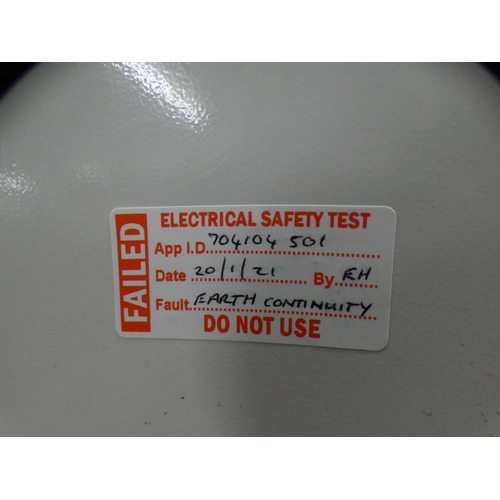 FAILED
ELECTRICAL SAFETY TEST
App I.D. 704104 501
Date 20/1/21 By EH
Fault EARTH CONTINUITY
DO NOT USE